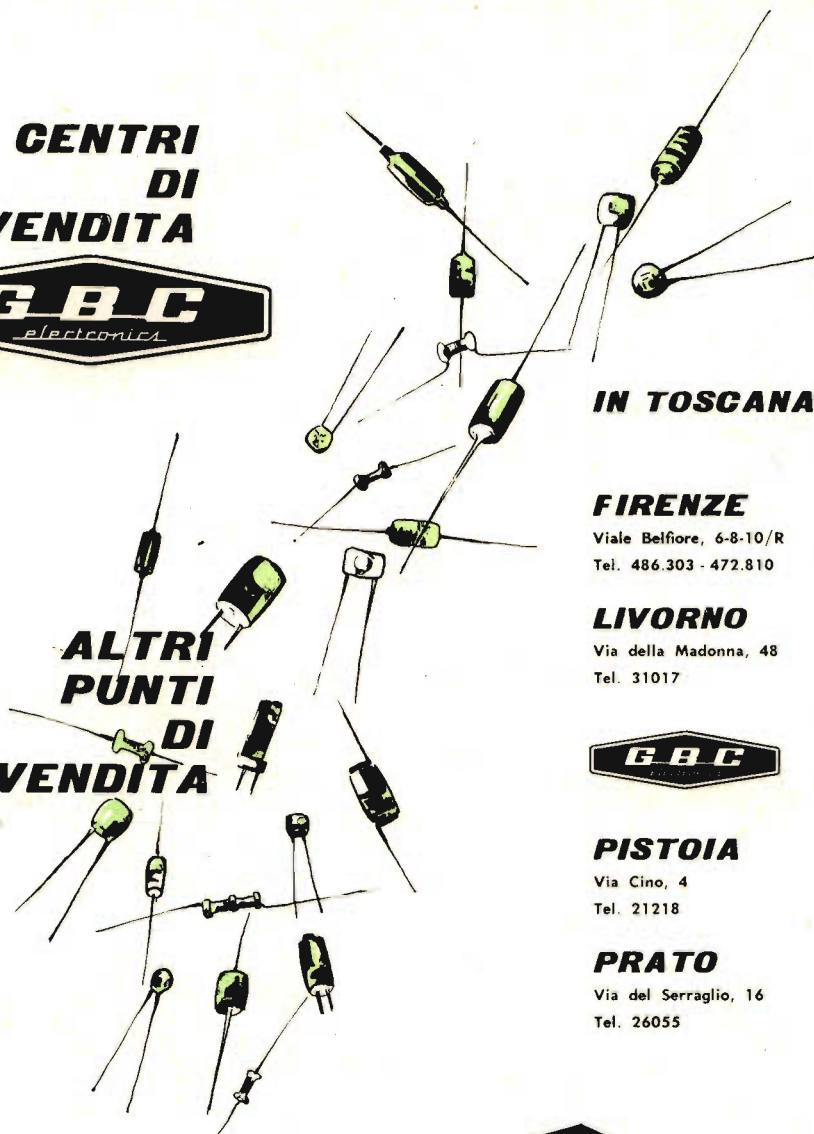 CENTRI
DI
VENDITA
GBC
electronics
IN TOSCANA
FIRENZE
Viale Belfiore, 6-8-10/R
Tel. 486.303 - 472.810
LIVORNO
Via della Madonna, 48
Tel. 31017
ALTRI
PUNTI
DI
VENDITA
GBC
PISTOIA
Via Cino, 4
Tel. 21218
PRATO
Via del Serraglio, 16
Tel. 26055